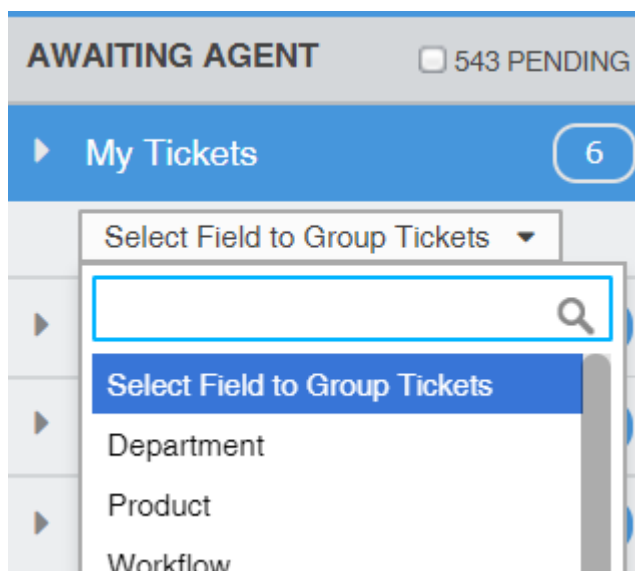 AWAITING AGENT 543 PENDING
My Tickets 6
Select Field to Group Tickets
Select Field to Group Tickets
Department
Product
Workflow